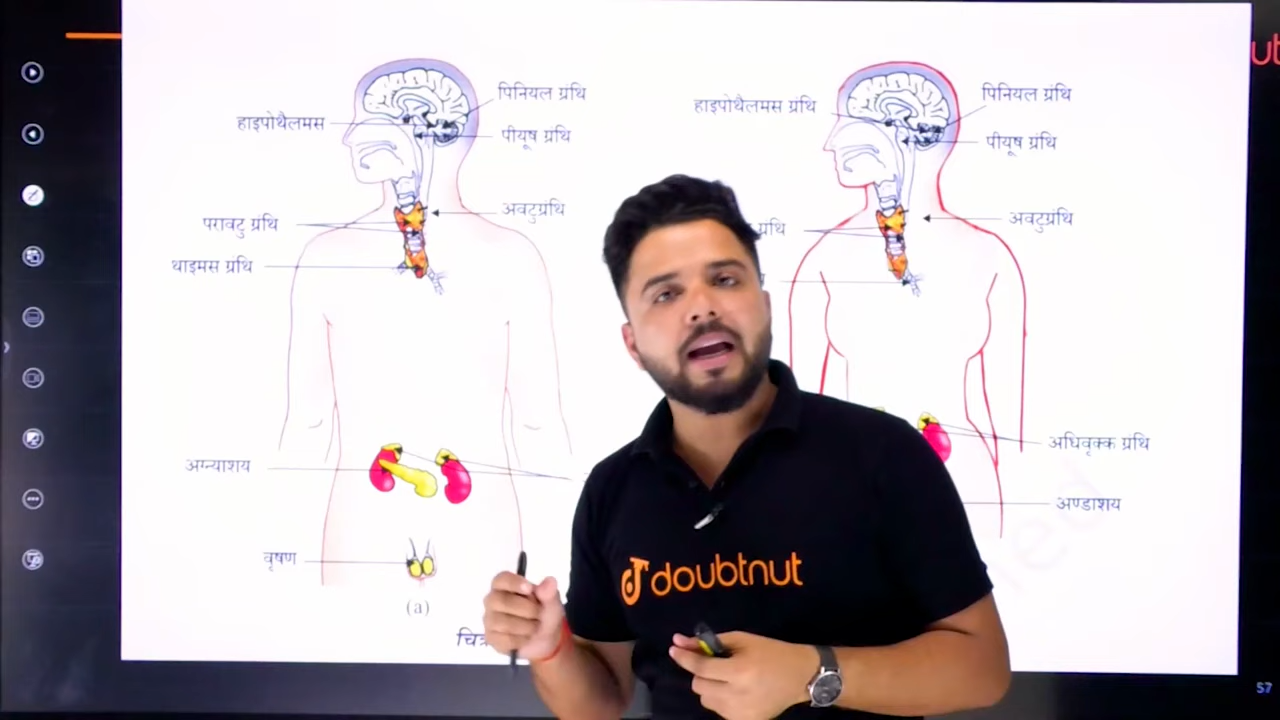 पिनियल ग्रंथि
हाइपोथैलमस
पीयूष ग्रंथि
परावटु ग्रंथि
अवटुग्रंथि
थाइमस ग्रंथि
अग्न्याशय
वृषण
(a)
चित्र
पिनियल ग्रंथि
हाइपोथैलमस ग्रंथि
पीयूष ग्रंथि
ग्रंथि
अवटुग्रंथि
अधिवृक्क ग्रंथि
अण्डाशय
doubtnut
ut
57